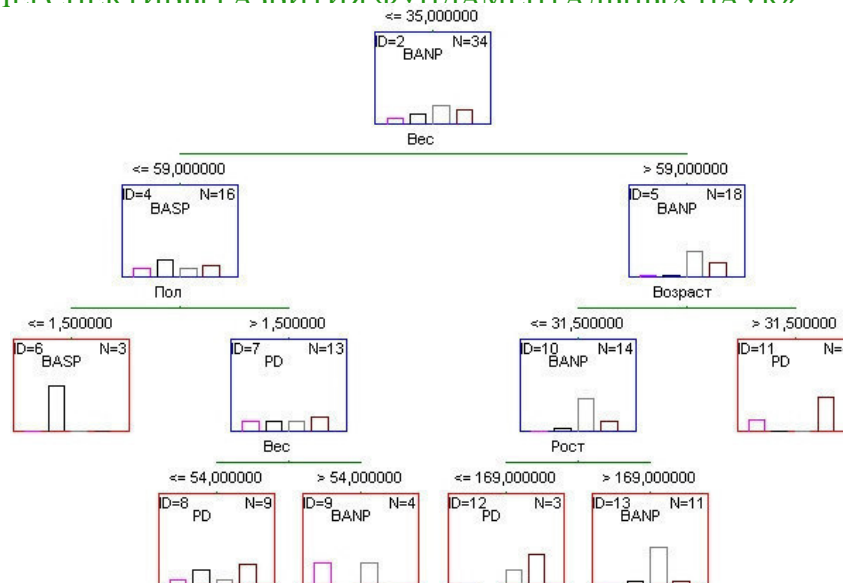 <= 35,000000
ID=2 N=34
BANP
Вес
<= 59,000000 > 59,000000
ID=4 N=16 ID=5 N=18
BASP BANP
Пол Возраст
<= 1,500000 > 1,500000 <= 31,500000 > 31,500000
ID=6 N=3 ID=7 N=13 ID=10 N=14 ID=11 N=
BASP PD BANP PD
Вес Рост
<= 54,000000 > 54,000000 <= 169,000000 > 169,000000
ID=8 N=9 ID=9 N=4 ID=12 N=3 ID=13 N=11
PD BANP PD BANP